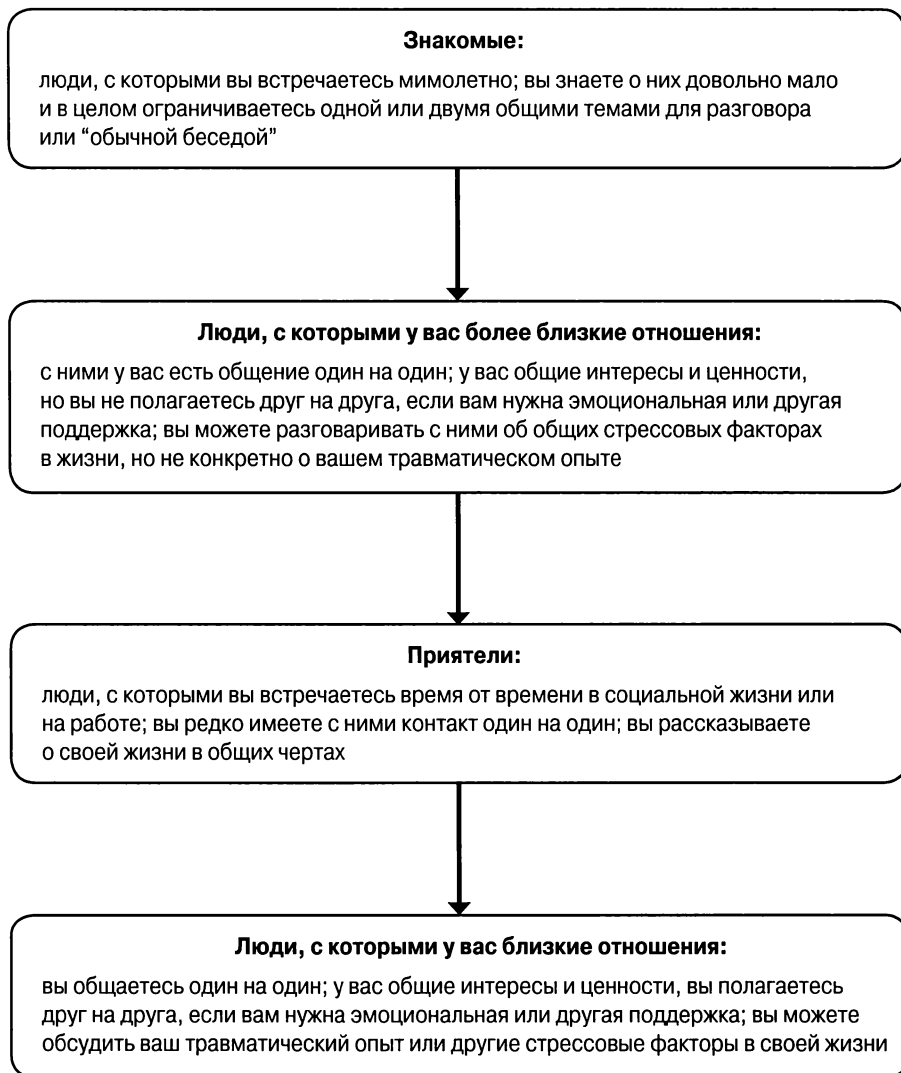 Знакомые:
люди, с которыми вы встречаетесь мимолетно; вы знаете о них довольно мало
и в целом ограничиваетесь одной или двумя общими темами для разговора
или “обычной беседой”
Люди, с которыми у вас более близкие отношения:
с ними у вас есть общение один на один; у вас общие интересы и ценности,
но вы не полагаетесь друг на друга, если вам нужна эмоциональная или другая
поддержка; вы можете разговаривать с ними об общих стрессовых факторах
в жизни, но не конкретно о вашем травматическом опыте
Приятели:
люди, с которыми вы встречаетесь время от времени в социальной жизни или
на работе; вы редко имеете с ними контакт один на один; вы рассказываете
о своей жизни в общих чертах
Люди, с которыми у вас близкие отношения:
вы общаетесь один на один; у вас общие интересы и ценности, вы полагаетесь
друг на друга, если вам нужна эмоциональная или другая поддержка; вы можете
обсудить ваш травматический опыт или другие стрессовые факторы в своей жизни